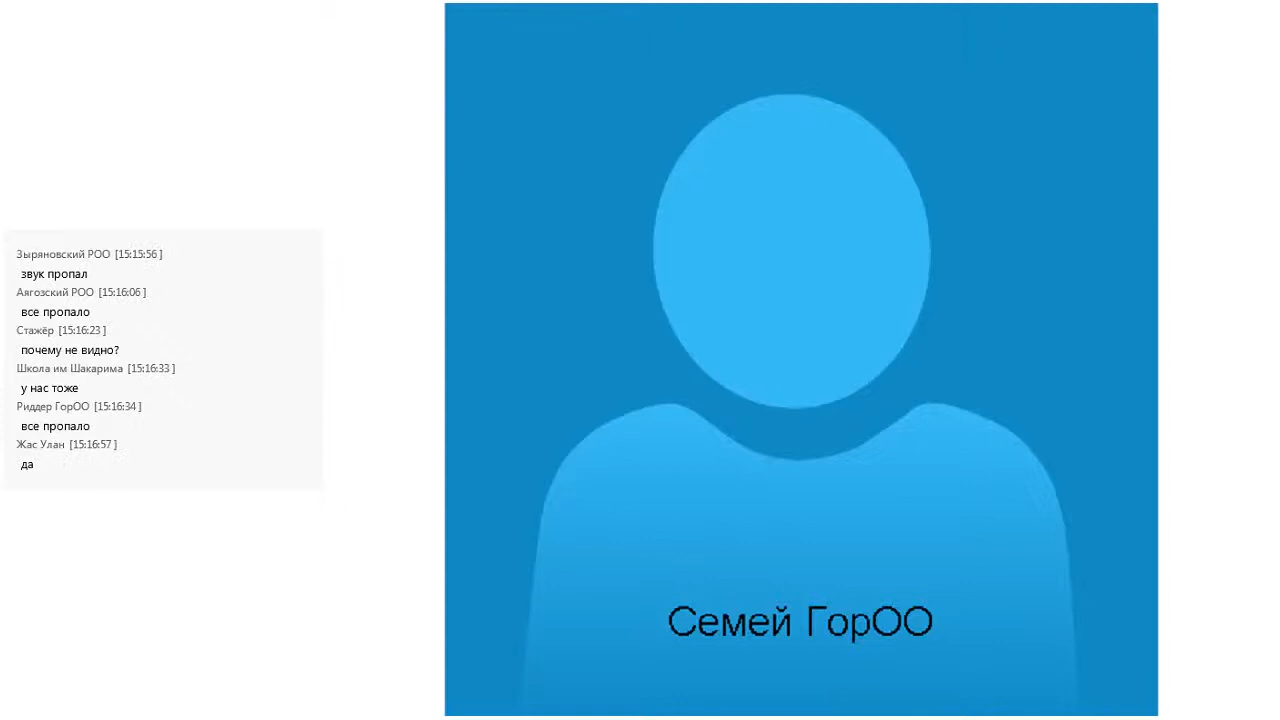 Зыряновский РОО [15:15:56 ]
звук пропал
Аягозский РОО [15:16:06 ]
все пропало
Стажёр [15:16:23 ]
почему не видно?
Школа им Шакарима [15:16:33 ]
у нас тоже
Риддер ГорОО [15:16:34 ]
все пропало
Жас Улан [15:16:57 ]
да
Семей ГорОО